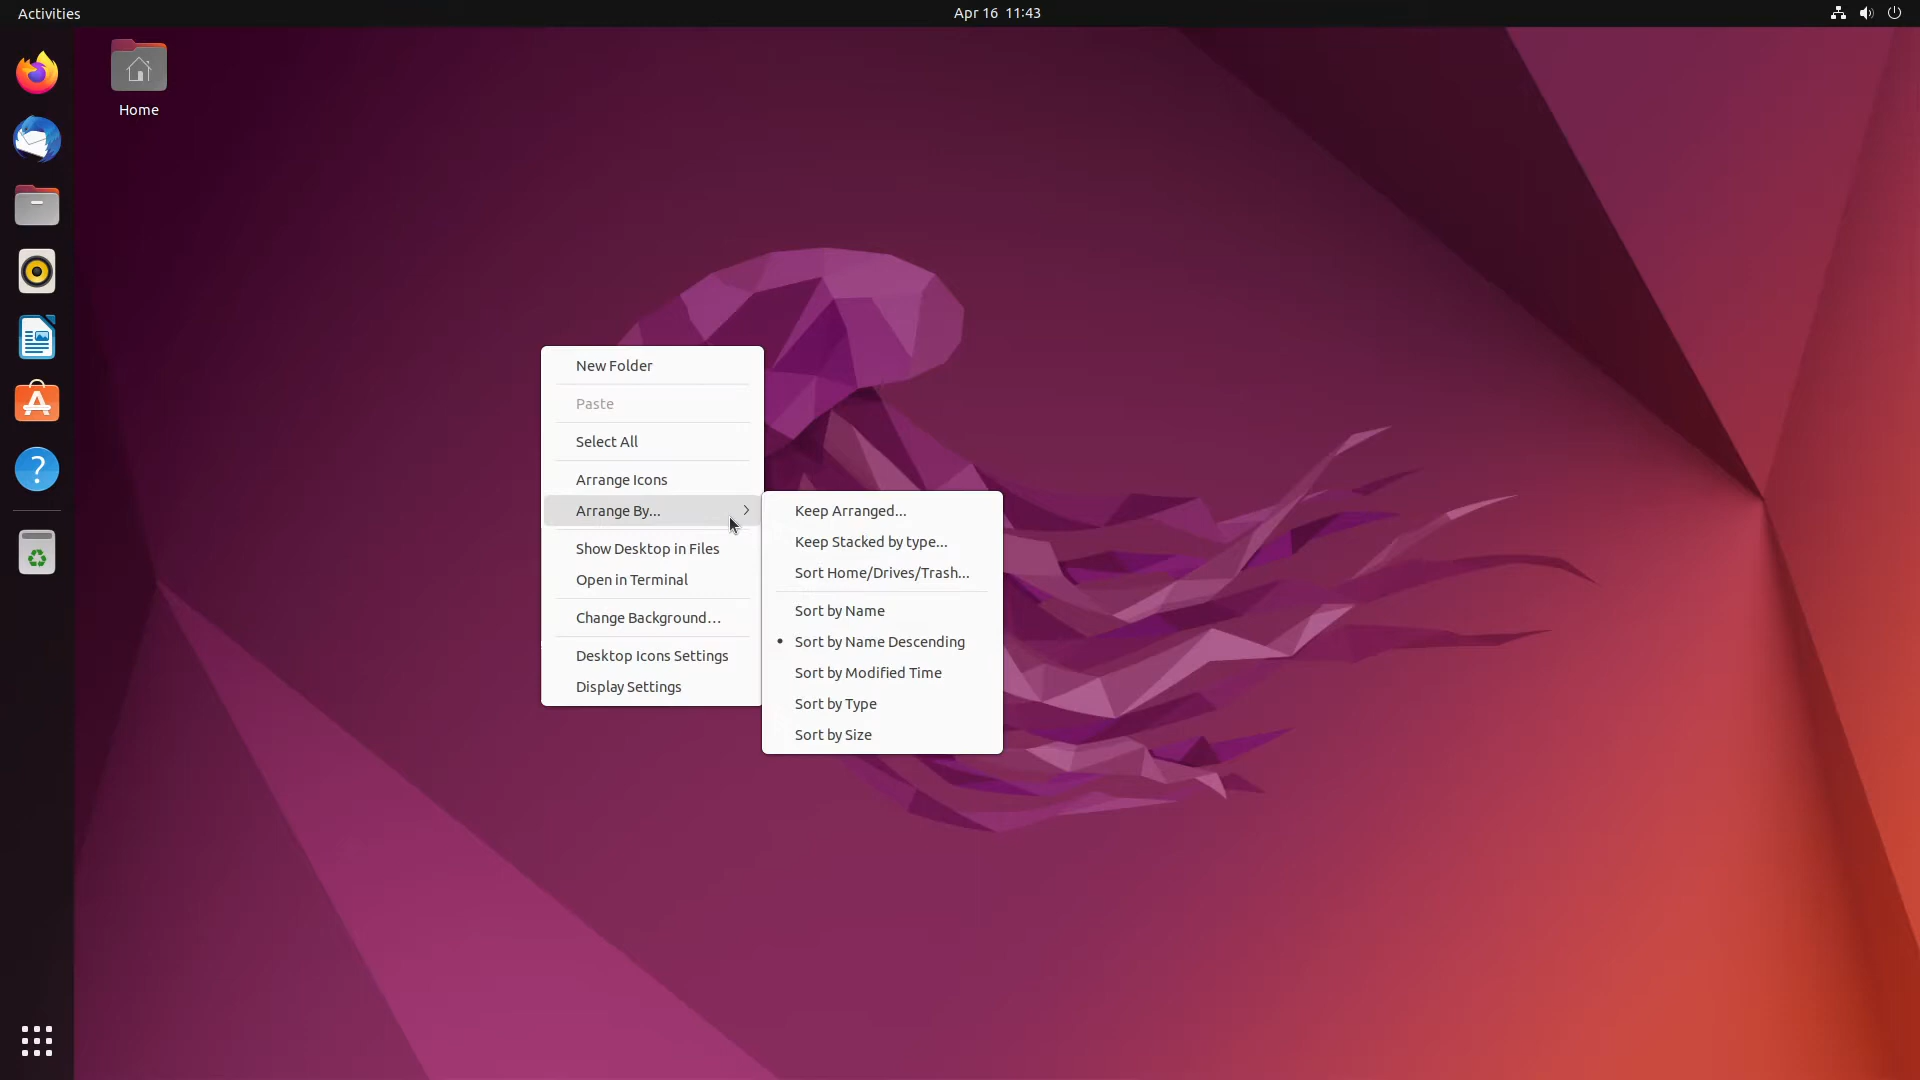 Activities
Apr 16 11:43
Home
New Folder
Paste
Select All
Arrange Icons
Arrange By...
Show Desktop in Files
Open in Terminal
Change Background…
Desktop Icons Settings
Display Settings
Keep Arranged...
Keep Stacked by type...
Sort Home/Drives/Trash...
Sort by Name
Sort by Name Descending
Sort by Modified Time
Sort by Type
Sort by Size